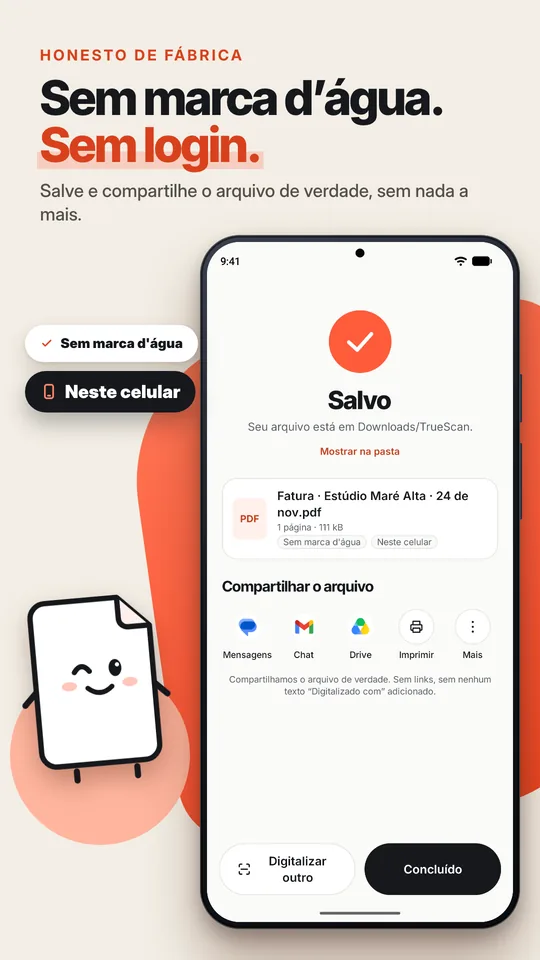 HONESTO DE FÁBRICA
Sem marca d’água.
Sem login.
Salve e compartilhe o arquivo de verdade, sem nada a
mais.
9:41
Sem marca d'água
Neste celular
Salvo
Seu arquivo está em Downloads/TrueScan.
Mostrar na pasta
PDF
Fatura · Estúdio Maré Alta · 24 de
nov.pdf
1 página · 111 kB
Sem marca d'água
Neste celular
Compartilhar o arquivo
Mensagens
Chat
Drive
Imprimir
Mais
Compartilhamos o arquivo de verdade. Sem links, sem nenhum
texto “Digitalizado com” adicionado.
Digitalizar
outro
Concluído